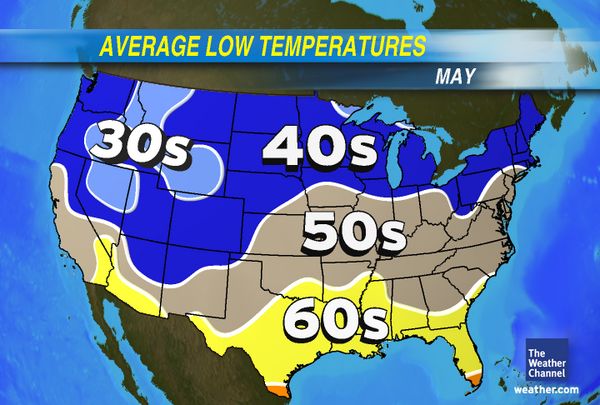 AVERAGE LOW TEMPERATURES
MAY
30s
40s
50s
60s
The
Weather
Channel
weather.com